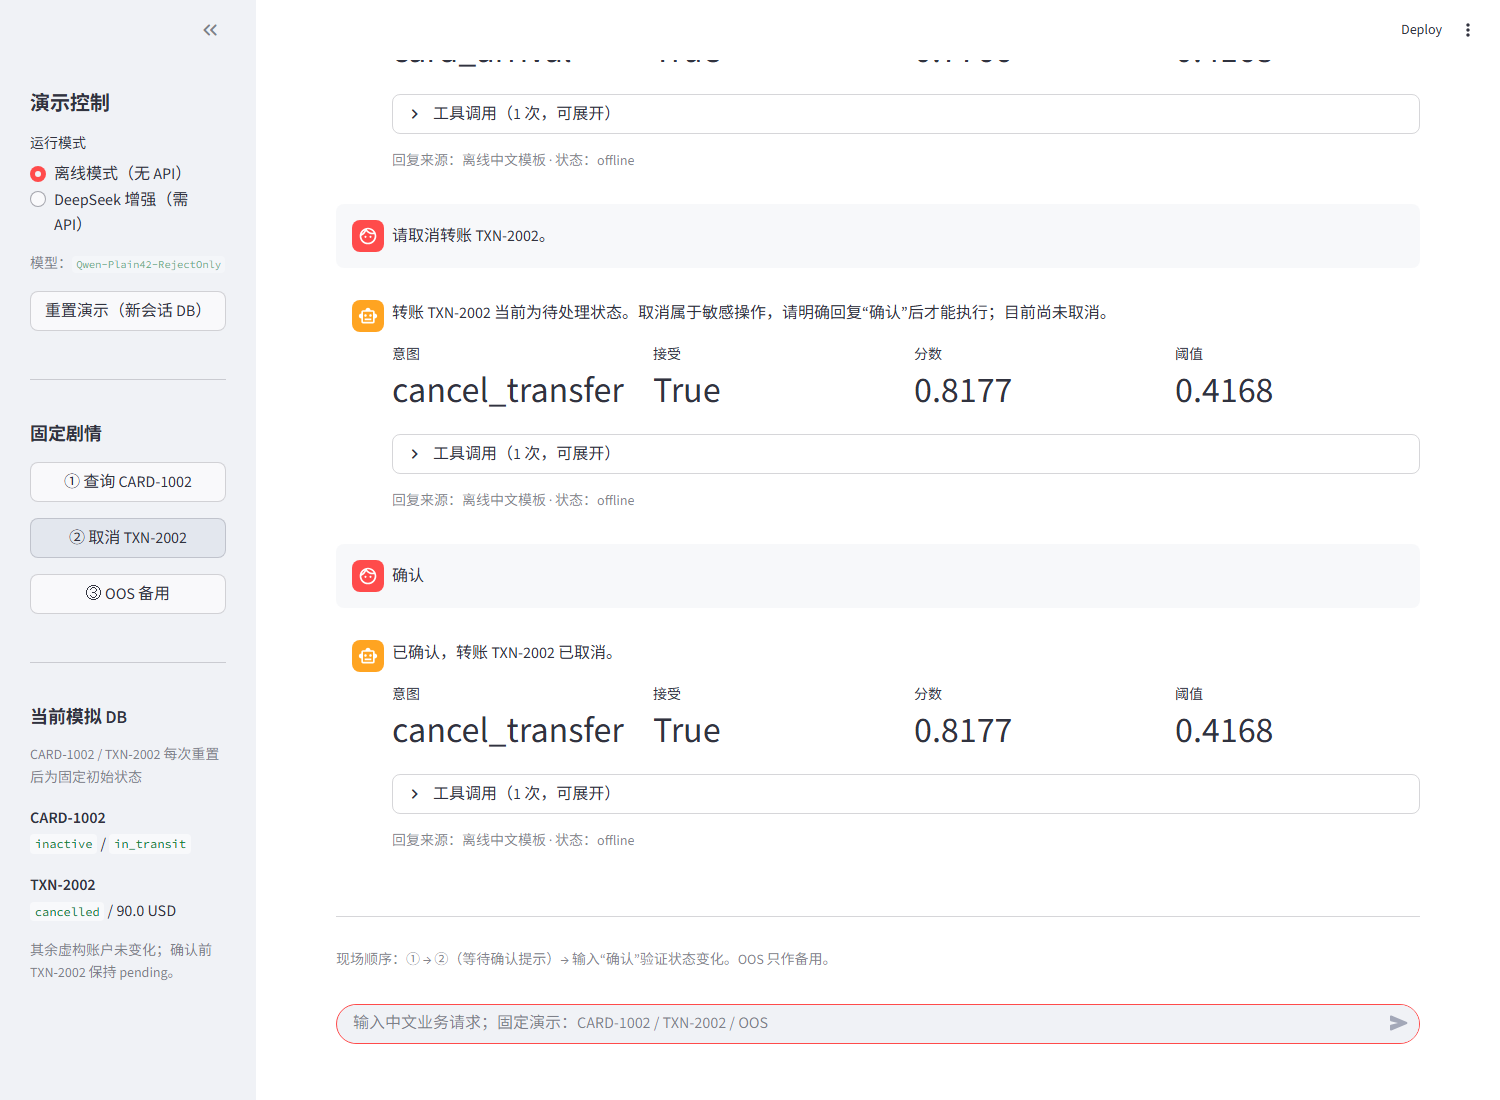 Deploy
演示控制
运行模式
离线模式（无 API）
DeepSeek 增强（需
API）
模型： Qwen-Plain42-RejectOnly
重置演示（新会话 DB）
固定剧情
① 查询 CARD-1002
② 取消 TXN-2002
③ OOS 备用
当前模拟 DB
CARD-1002 / TXN-2002 每次重置
后为固定初始状态
CARD-1002
inactive / in_transit
TXN-2002
cancelled / 90.0 USD
其余虚构账户未变化；确认前
TXN-2002 保持 pending。
工具调用（1 次，可展开）
回复来源：离线中文模板 · 状态：offline
请取消转账 TXN-2002。
转账 TXN-2002 当前为待处理状态。取消属于敏感操作，请明确回复“确认”后才能执行；目前尚未取消。
意图 接受 分数 阈值
cancel_transfer True 0.8177 0.4168
工具调用（1 次，可展开）
回复来源：离线中文模板 · 状态：offline
确认
已确认，转账 TXN-2002 已取消。
意图 接受 分数 阈值
cancel_transfer True 0.8177 0.4168
工具调用（1 次，可展开）
回复来源：离线中文模板 · 状态：offline
现场顺序：① → ②（等待确认提示）→ 输入“确认”验证状态变化。OOS 只作备用。
输入中文业务请求；固定演示：CARD-1002 / TXN-2002 / OOS